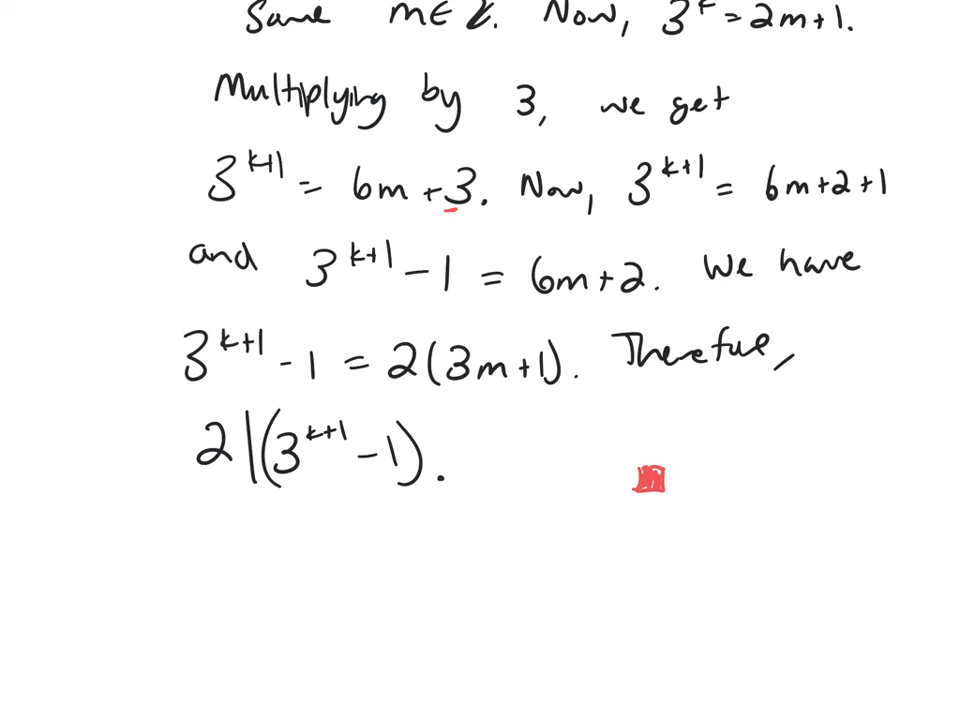 Some m∈ℤ. Now, 3^k = 2m+1.
Multiplying by 3, we get
3^{k+1} = 6m+3. Now, 3^{k+1} = 6m+2+1
and 3^{k+1} - 1 = 6m+2. We have
3^{k+1} - 1 = 2(3m+1). Therefore,
2|(3^{k+1} - 1).